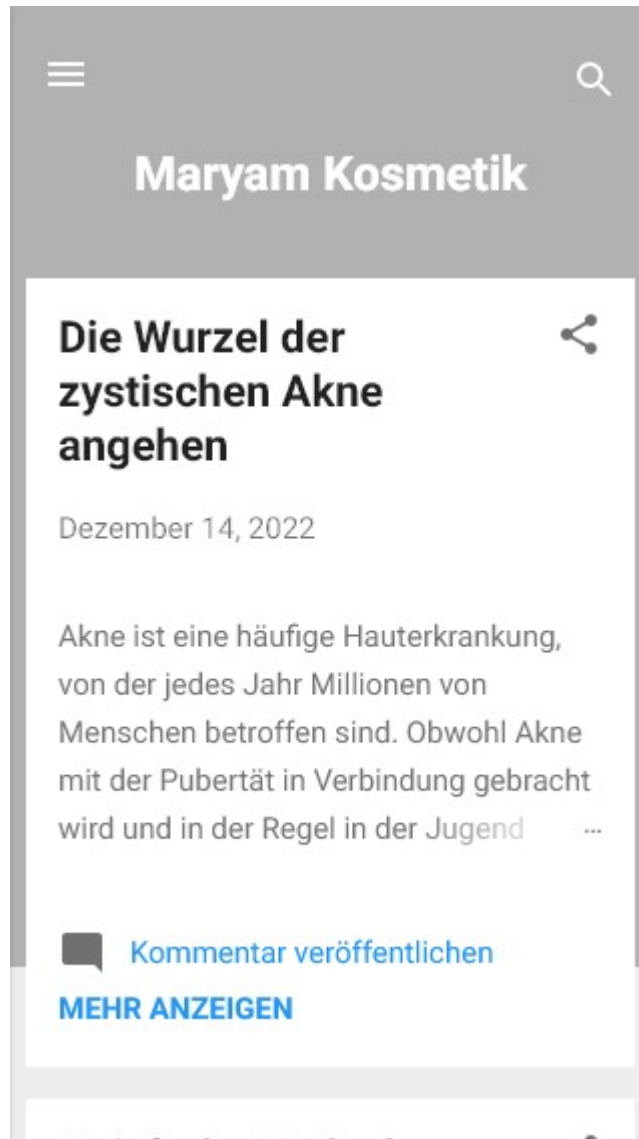 Maryam Kosmetik
Die Wurzel der
zystischen Akne
angehen
Dezember 14, 2022
Akne ist eine häufige Hauterkrankung,
von der jedes Jahr Millionen von
Menschen betroffen sind. Obwohl Akne
mit der Pubertät in Verbindung gebracht
wird und in der Regel in der Jugend ...
Kommentar veröffentlichen
MEHR ANZEIGEN